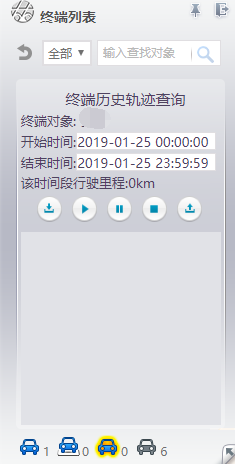 终端列表
全部 输入查找对象
终端历史轨迹查询
终端对象:
开始时间:2019-01-25 00:00:00
结束时间:2019-01-25 23:59:59
该时间段行驶里程:0km
1 0 0 6